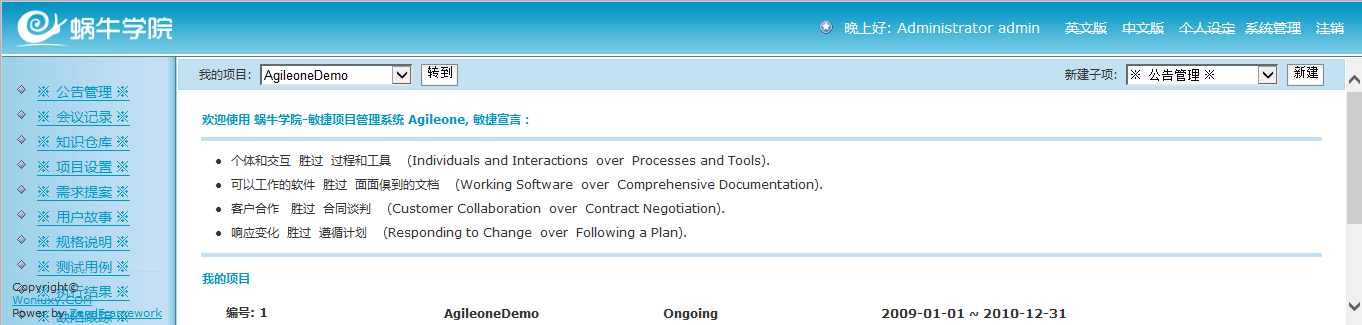 蜗牛学院
晚上好: Administrator admin 英文版 中文版 个人设定 系统管理 注销
我的项目: AgileoneDemo 转到 新建子项: ※ 公告管理 ※ 新建
※ 公告管理 ※
※ 会议记录 ※
※ 知识仓库 ※
※ 项目设置 ※
※ 需求提案 ※
※ 用户故事 ※
※ 规格说明 ※
※ 测试用例 ※
※ 执行结果 ※
※ 缺陷跟踪 ※
Copyright©
Woniuxy.COM
Power by ZendFramework
欢迎使用 蜗牛学院-敏捷项目管理系统 Agileone, 敏捷宣言：
• 个体和交互 胜过 过程和工具 （Individuals and Interactions over Processes and Tools).
• 可以工作的软件 胜过 面面俱到的文档 （Working Software over Comprehensive Documentation).
• 客户合作 胜过 合同谈判 （Customer Collaboration over Contract Negotiation).
• 响应变化 胜过 遵循计划 （Responding to Change over Following a Plan).
我的项目
编号: 1 AgileoneDemo Ongoing 2009-01-01 ~ 2010-12-31